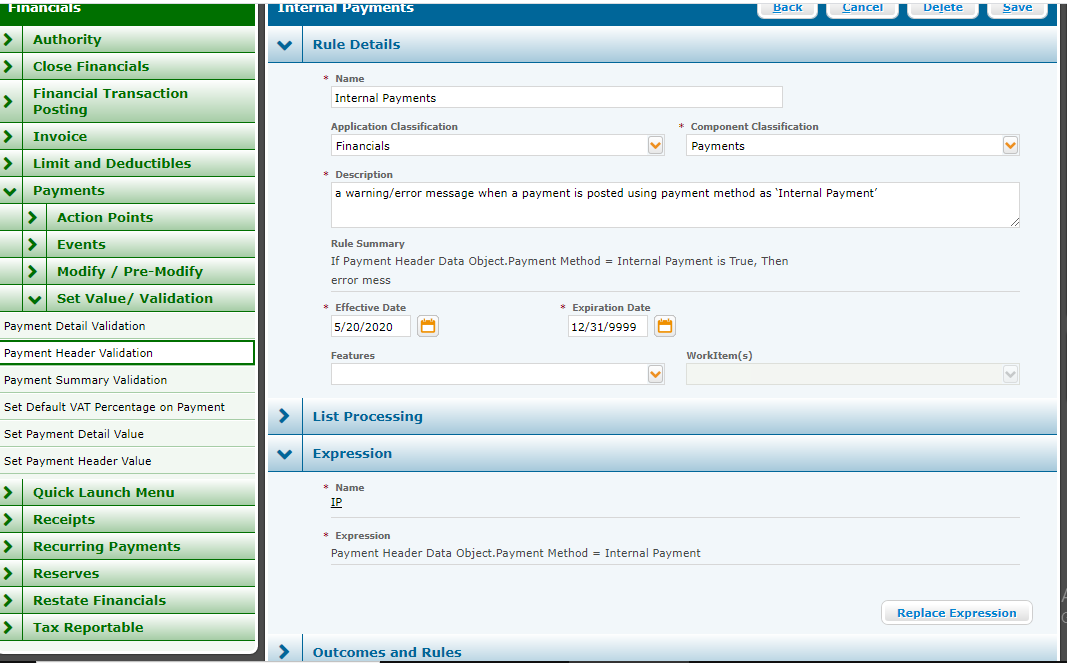 Financials
Authority
Close Financials
Financial Transaction
Posting
Invoice
Limit and Deductibles
Payments
Action Points
Events
Modify / Pre-Modify
Set Value/ Validation
Payment Detail Validation
Payment Header Validation
Payment Summary Validation
Set Default VAT Percentage on Payment
Set Payment Detail Value
Set Payment Header Value
Quick Launch Menu
Receipts
Recurring Payments
Reserves
Restate Financials
Tax Reportable
Internal Payments
Back Cancel Delete Save
Rule Details
* Name
Internal Payments
Application Classification * Component Classification
Financials Payments
* Description
a warning/error message when a payment is posted using payment method as ‘Internal Payment’
Rule Summary
If Payment Header Data Object.Payment Method = Internal Payment is True, Then
error mess
* Effective Date * Expiration Date
5/20/2020 12/31/9999
Features WorkItem(s)
List Processing
Expression
* Name
IP
* Expression
Payment Header Data Object.Payment Method = Internal Payment
Replace Expression
Outcomes and Rules